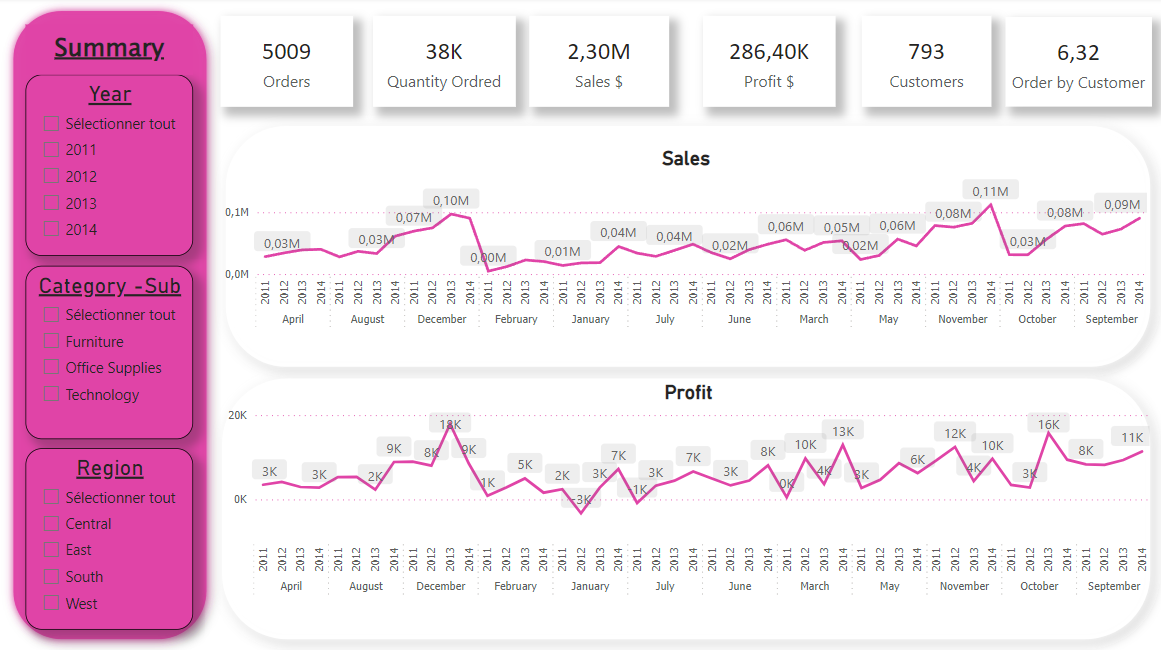 Summary
Year
Sélectionner tout
2011
2012
2013
2014
Category -Sub
Sélectionner tout
Furniture
Office Supplies
Technology
Region
Sélectionner tout
Central
East
South
West
5009
Orders
38K
Quantity Ordred
2,30M
Sales $
286,40K
Profit $
793
Customers
6,32
Order by Customer
Sales
0,1M
0,0M
0,03M 0,03M 0,07M 0,10M 0,00M 0,01M 0,04M 0,04M 0,02M 0,06M 0,05M 0,02M 0,06M 0,08M 0,11M 0,03M 0,08M 0,09M
2011 2012 2013 2014 2011 2012 2013 2014 2011 2012 2013 2014 2011 2012 2013 2014 2011 2012 2013 2014 2011 2012 2013 2014 2011 2012 2013 2014 2011 2012 2013 2014 2011 2012 2013 2014 2011 2012 2013 2014 2011 2012 2013 2014 2011 2012 2013 2014
April August December February January July June March May November October September
Profit
20K
0K
3K 3K 2K 9K 8K 18K 9K 1K 5K 2K -3K 3K 7K -1K 3K 7K 3K 8K 0K 10K 4K 13K 3K 6K 12K 4K 10K 3K 16K 8K 11K
2011 2012 2013 2014 2011 2012 2013 2014 2011 2012 2013 2014 2011 2012 2013 2014 2011 2012 2013 2014 2011 2012 2013 2014 2011 2012 2013 2014 2011 2012 2013 2014 2011 2012 2013 2014 2011 2012 2013 2014 2011 2012 2013 2014 2011 2012 2013 2014
April August December February January July June March May November October September